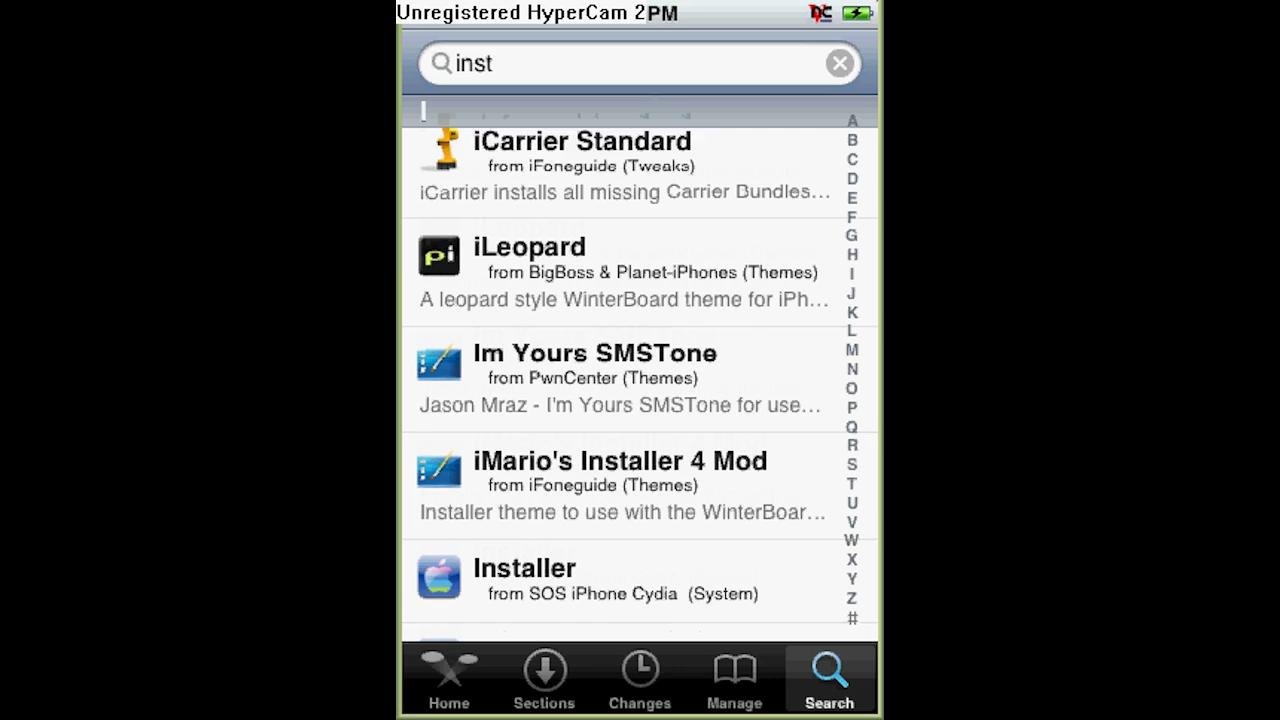 Unregistered HyperCam 2 PM
inst
I
iCarrier Standard
from iFoneguide (Tweaks)
iCarrier installs all missing Carrier Bundles...
pi
iLeopard
from BigBoss & Planet-iPhones (Themes)
A leopard style WinterBoard theme for iPh...
Im Yours SMSTone
from PwnCenter (Themes)
Jason Mraz - I'm Yours SMSTone for use...
iMario's Installer 4 Mod
from iFoneguide (Themes)
Installer theme to use with the WinterBoar...
Installer
from SOS iPhone Cydia (System)
A
B
C
D
E
F
G
H
I
J
K
L
M
N
O
P
Q
R
S
T
U
V
W
X
Y
Z
#
Home Sections Changes Manage Search